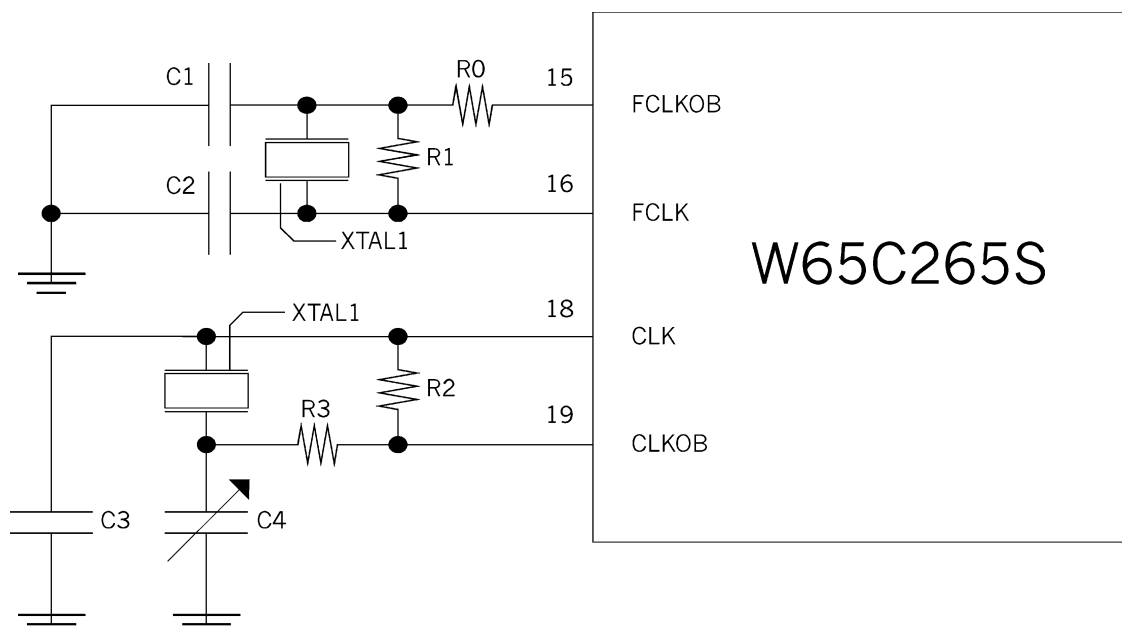 C1
R0
15
FCLKOB
R1
C2
16
FCLK
XTAL1
W65C265S
XTAL1
18
CLK
R2
R3
19
CLKOB
C3
C4